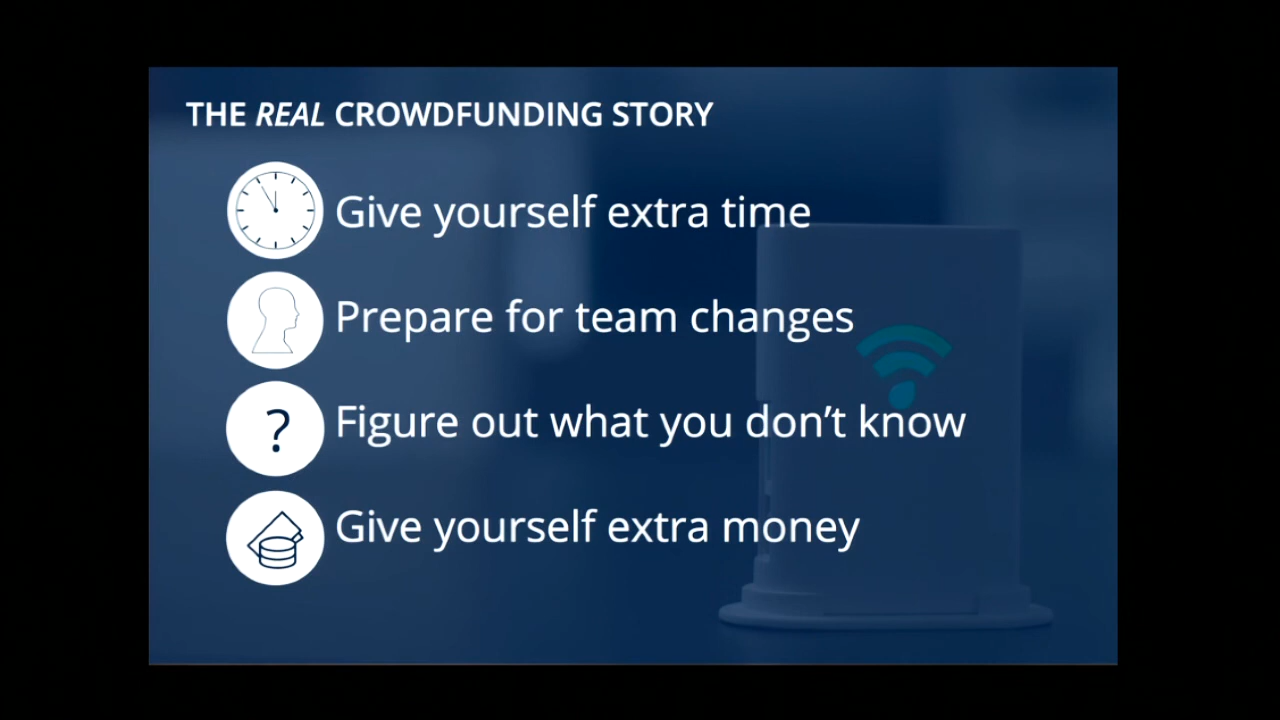 THE REAL CROWDFUNDING STORY
Give yourself extra time
Prepare for team changes
? Figure out what you don’t know
Give yourself extra money